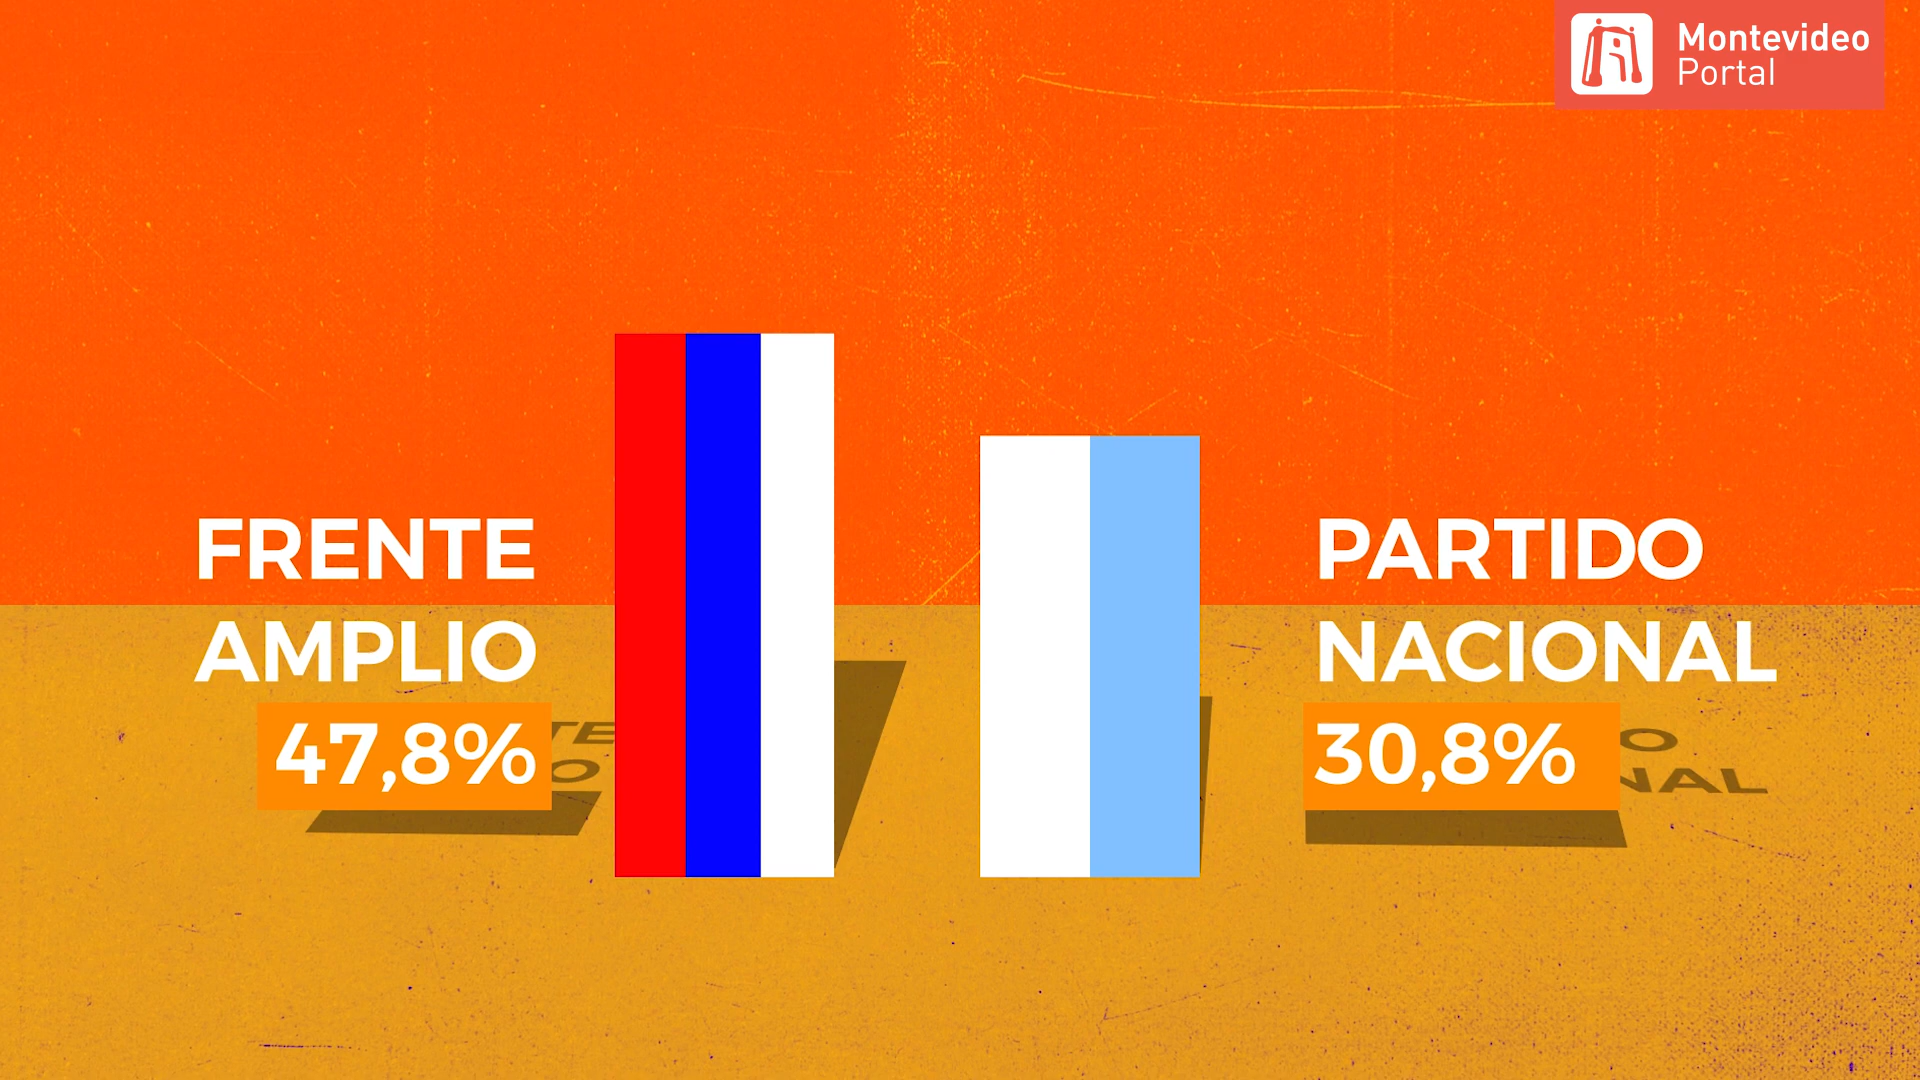 Montevideo
Portal
FRENTE
AMPLIO
47,8%
PARTIDO
NACIONAL
30,8%